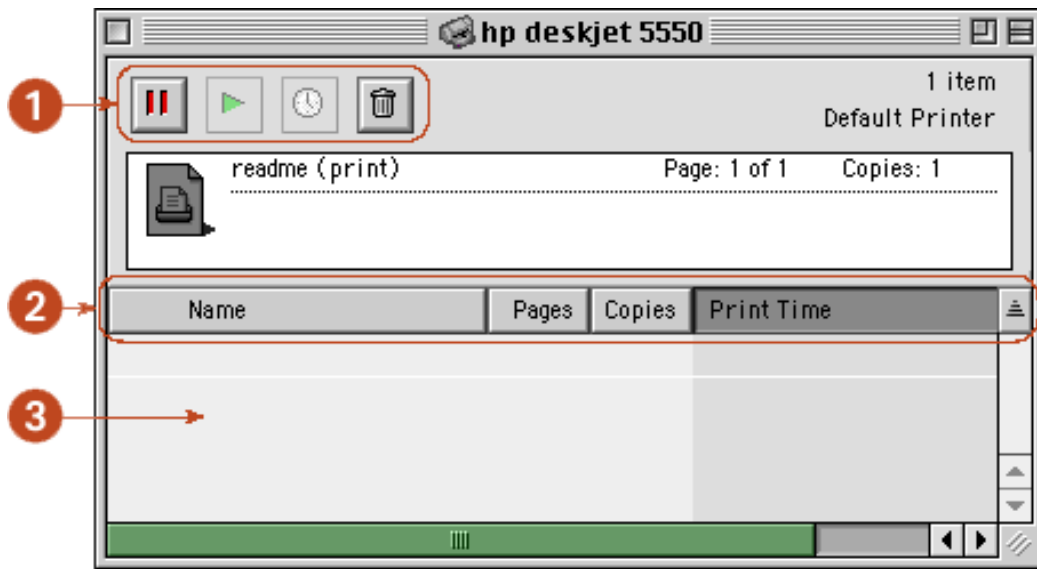 hp deskjet 5550
1
1 item
Default Printer
readme (print) Page: 1 of 1 Copies: 1
2
Name Pages Copies Print Time
3